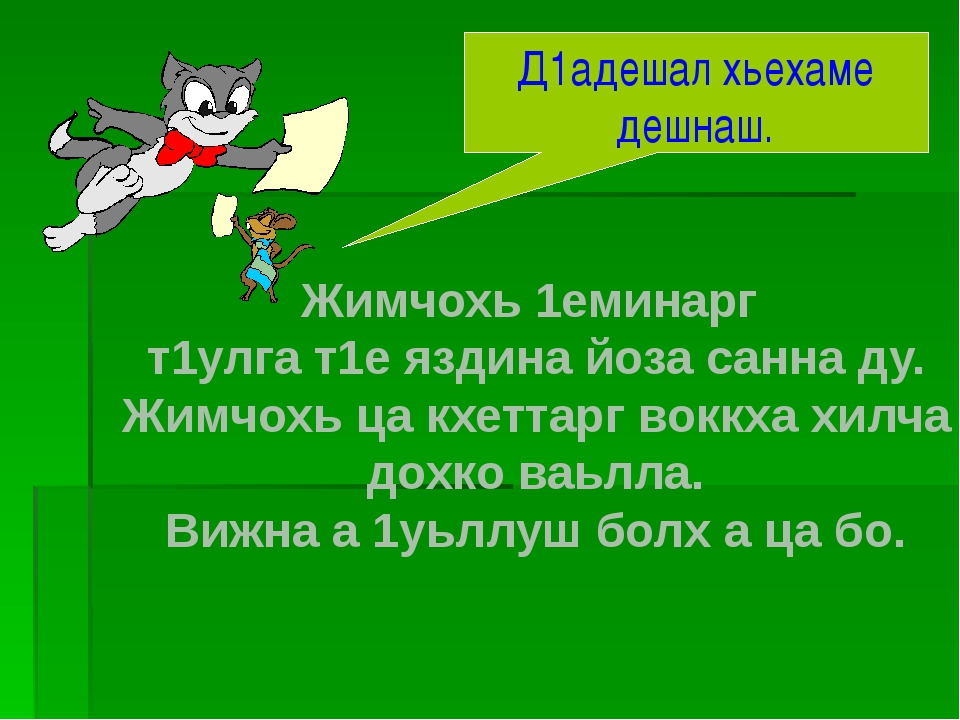 Д1адешал хьехаме
дешнаш.
Жимчохь 1еминарг
т1улга т1е яздина йоза санна ду.
Жимчохь ца кхеттарг воккха хилча
дохко ваьлла.
Вижна а 1уьллуш болх а ца бо.